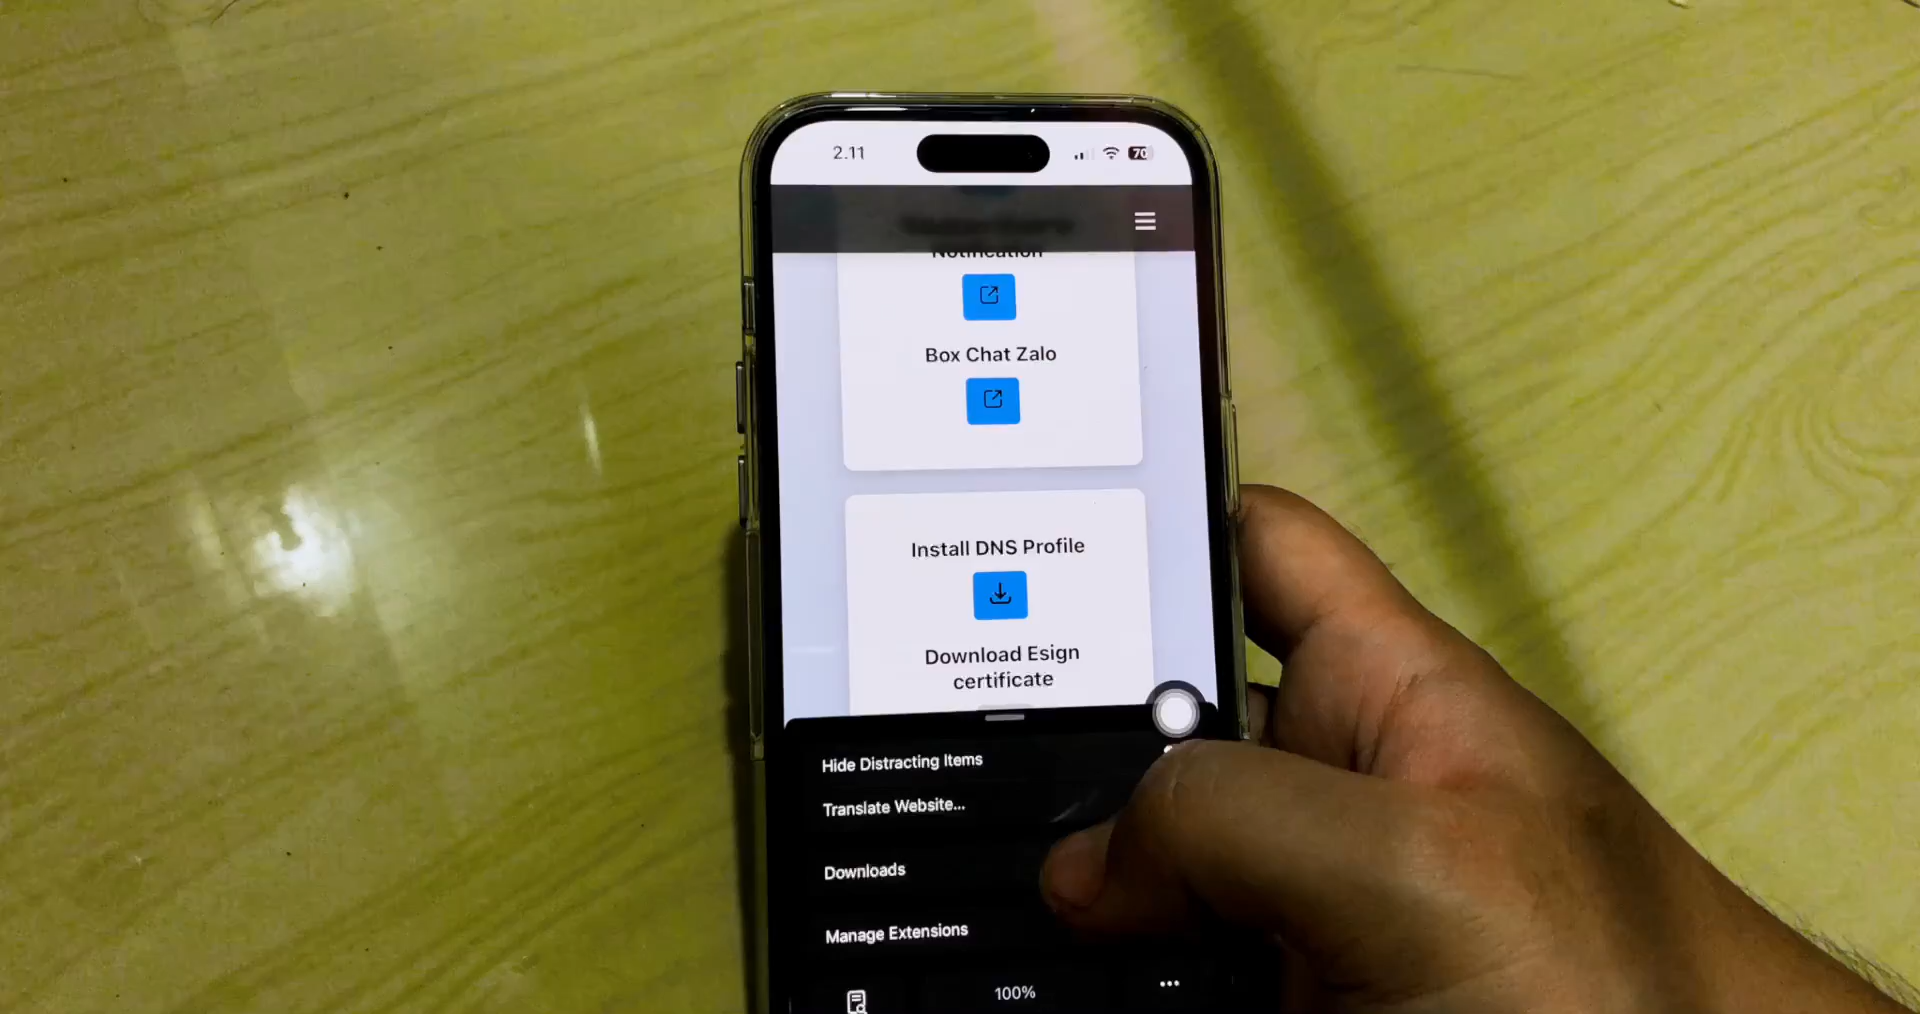 2.11
70
Notification
Box Chat Zalo
Install DNS Profile
Download Esign
certificate
Hide Distracting Items
Translate Website...
Downloads
Manage Extensions
100%